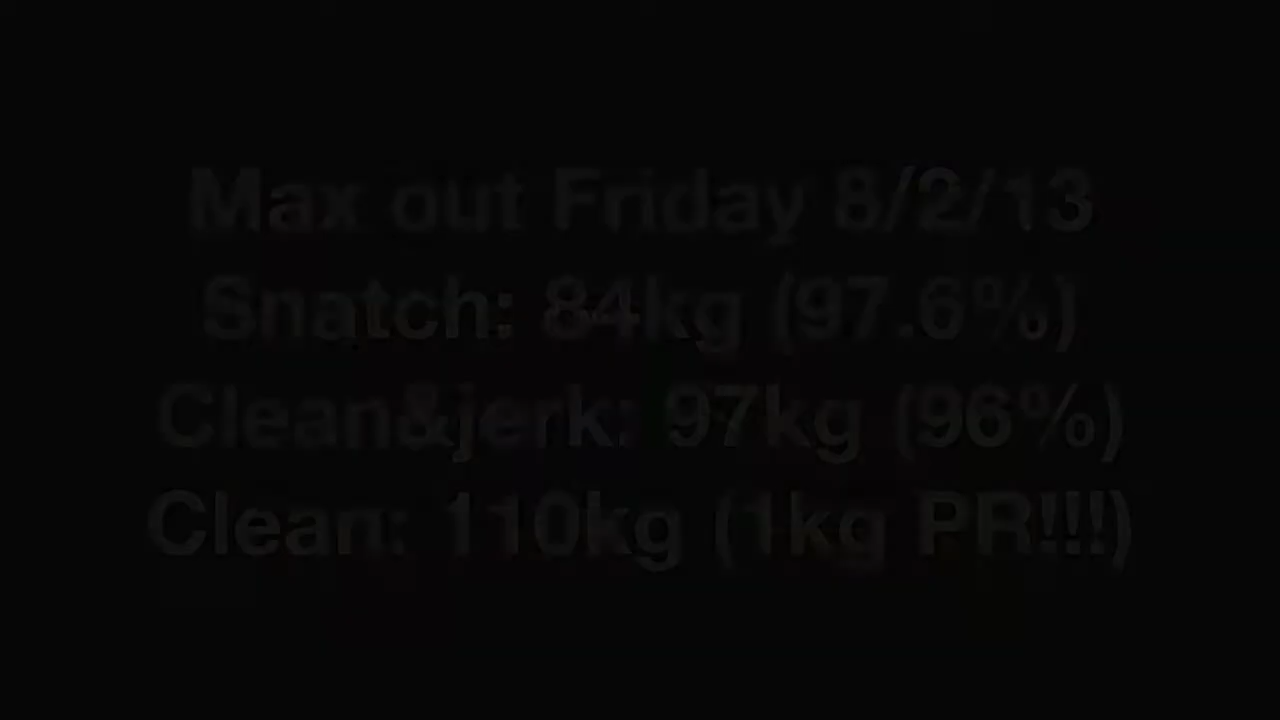 Max out Friday 8/2/13
Snatch: 84kg (97.6%)
Clean&jerk: 97kg (96%)
Clean: 110kg (1kg PR!!!)